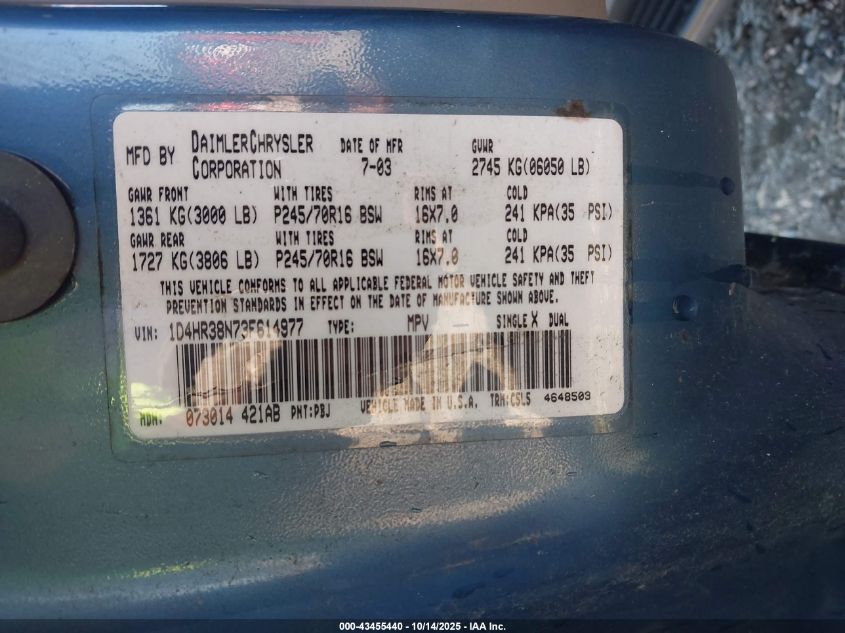 MFD BY DAIMLERCHRYSLER CORPORATION DATE OF MFR 7-03 GVWR 2745 KG(06050 LB)
GAWR FRONT WITH TIRES RIMS AT COLD
1361 KG(3000 LB) P245/70R16 BSW 16X7.0 241 KPA(35 PSI)
GAWR REAR WITH TIRES RIMS AT COLD
1727 KG(3806 LB) P245/70R16 BSW 16X7.0 241 KPA(35 PSI)
THIS VEHICLE CONFORMS TO ALL APPLICABLE FEDERAL MOTOR VEHICLE SAFETY AND THEFT
PREVENTION STANDARDS IN EFFECT ON THE DATE OF MANUFACTURE SHOWN ABOVE.
VIN: 1D4HR38N73F614977 TYPE: MPV SINGLE X DUAL
MDH: 073014 421AB PNT:PBJ VEHICLE MADE IN U.S.A. TRM:C5L5 4648503
000-43455440 - 10/14/2025 - IAA Inc.